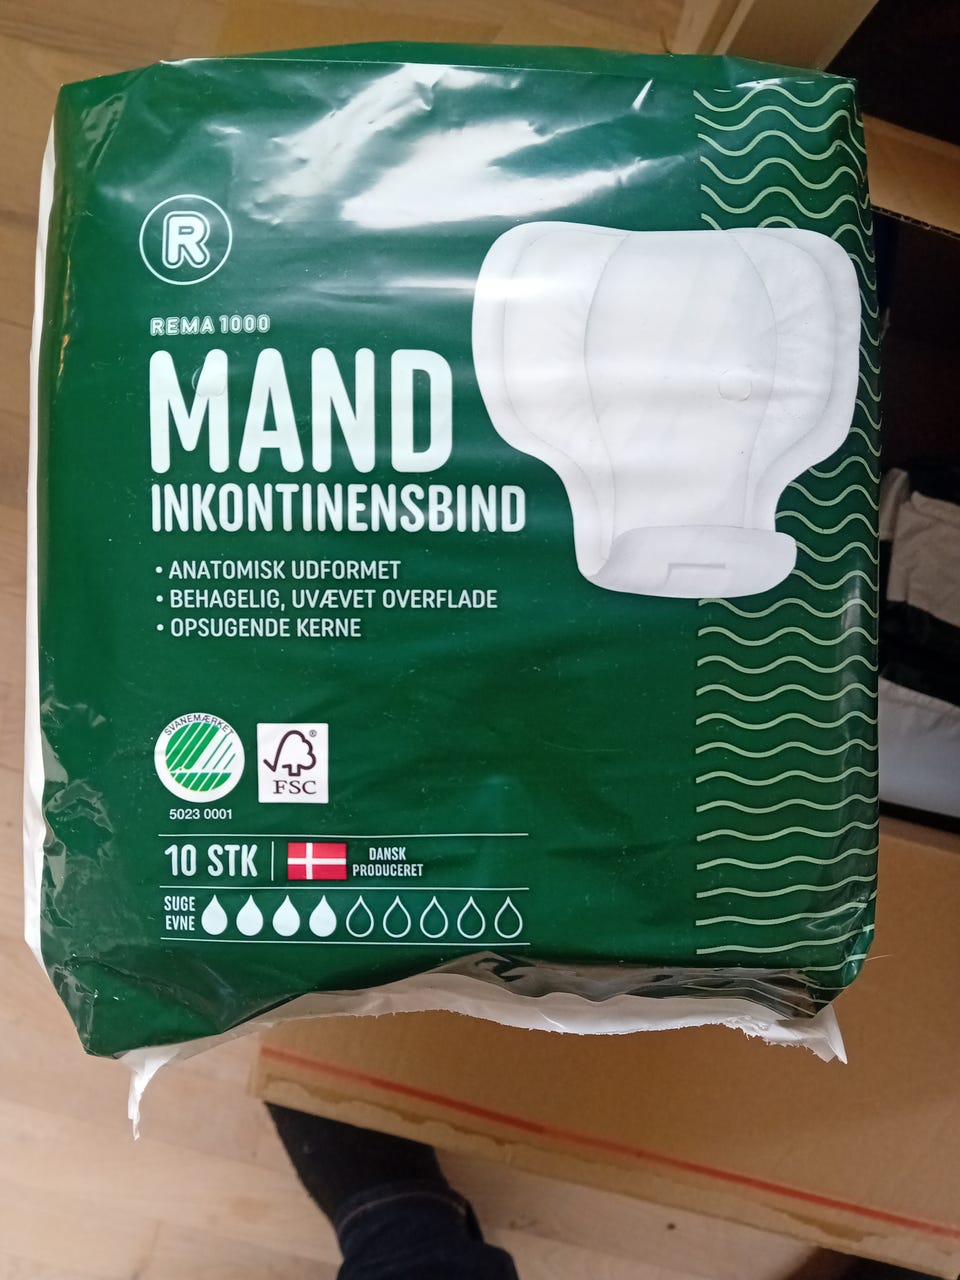 R
REMA 1000
MAND
INKONTINENSBIND
• ANATOMISK UDFORMET
• BEHAGELIG, UVÆVET OVERFLADE
• OPSUGENDE KERNE
SVANEMÆRKET
®
FSC
5023 0001
10 STK
DANSK
PRODUCERET
SUGE
EVNE